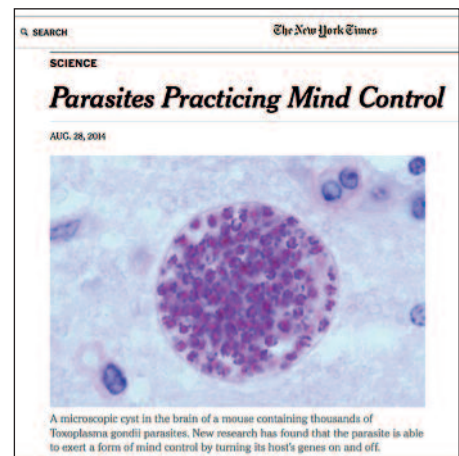 SEARCH
The New York Times
SCIENCE
Parasites Practicing Mind Control
AUG. 28, 2014
A microscopic cyst in the brain of a mouse containing thousands of
Toxoplasma gondii parasites. New research has found that the parasite is able
to exert a form of mind control by turning its host's genes on and off.